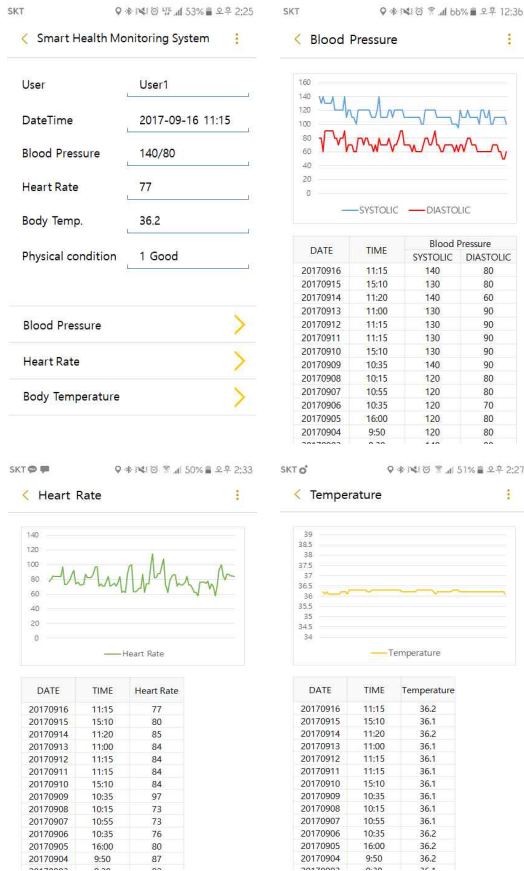 SKT 53% 오후 2:25
Smart Health Monitoring System
User User1
DateTime 2017-09-16 11:15
Blood Pressure 140/80
Heart Rate 77
Body Temp. 36.2
Physical condition 1 Good
Blood Pressure
Heart Rate
Body Temperature
SKT 66% 오후 12:36
Blood Pressure
160
140
120
100
80
60
40
20
0
SYSTOLIC DIASTOLIC
DATE TIME Blood Pressure
SYSTOLIC DIASTOLIC
20170916 11:15 140 80
20170915 15:10 130 80
20170914 11:20 140 60
20170913 11:00 130 90
20170912 11:15 130 90
20170911 11:15 130 90
20170910 15:10 130 90
20170909 10:35 140 90
20170908 10:15 120 80
20170907 10:55 120 80
20170906 10:35 120 70
20170905 16:00 120 80
20170904 9:50 120 80
SKT 50% 오후 2:33
Heart Rate
140
120
100
80
60
40
20
0
Heart Rate
DATE TIME Heart Rate
20170916 11:15 77
20170915 15:10 80
20170914 11:20 85
20170913 11:00 84
20170912 11:15 84
20170911 11:15 84
20170910 15:10 84
20170909 10:35 97
20170908 10:15 73
20170907 10:55 73
20170906 10:35 76
20170905 16:00 80
20170904 9:50 87
SKT 51% 오후 2:27
Temperature
39
38.5
38
37.5
37
36.5
36
35.5
35
34.5
34
Temperature
DATE TIME Temperature
20170916 11:15 36.2
20170915 15:10 36.1
20170914 11:20 36.2
20170913 11:00 36.1
20170912 11:15 36.1
20170911 11:15 36.1
20170910 15:10 36.1
20170909 10:35 36.1
20170908 10:15 36.1
20170907 10:55 36.1
20170906 10:35 36.2
20170905 16:00 36.2
20170904 9:50 36.2